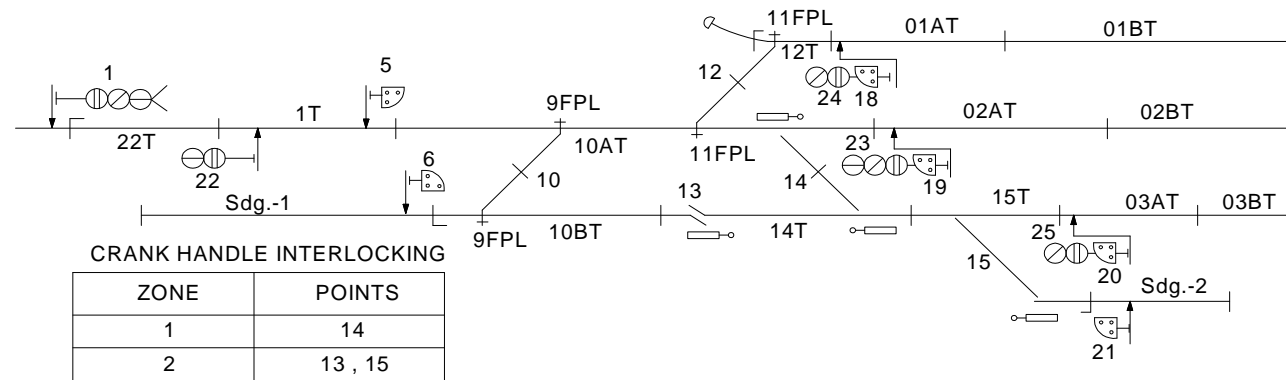 11FPL
01AT
01BT
1
5
12T
12
24
18
9FPL
1T
02AT
02BT
22T
10AT
11FPL
23
22
6
10
14
19
13
15T
Sdg.-1
03AT
03BT
9FPL
10BT
14T
25
CRANK HANDLE INTERLOCKING
15
20
Sdg.-2
ZONE POINTS
1 14
21
2 13 , 15